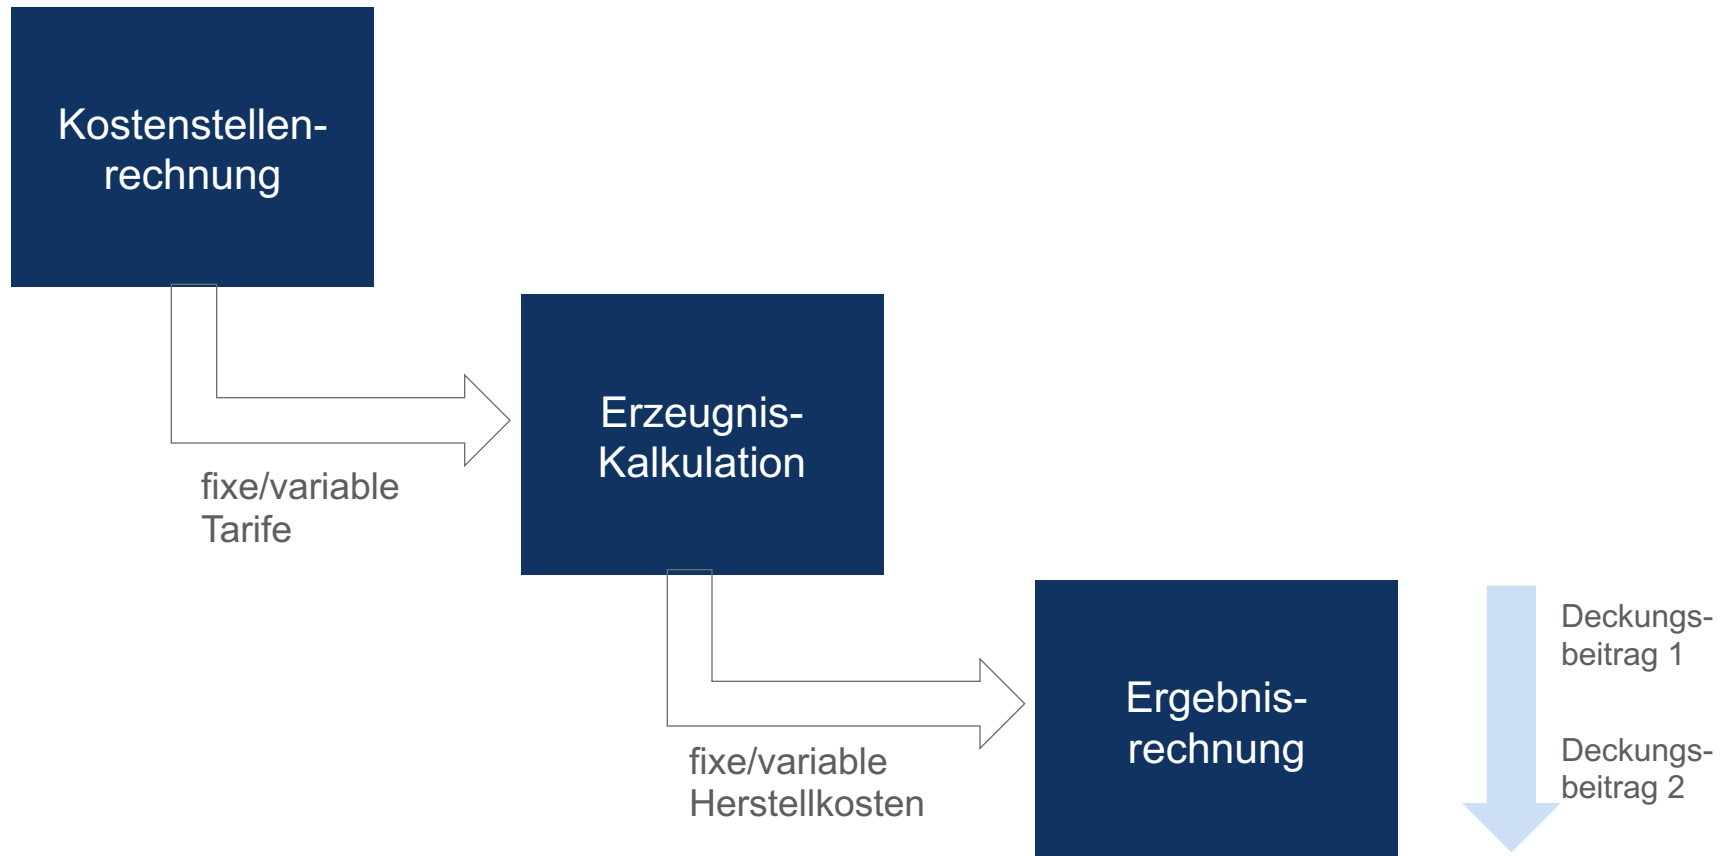 Kostenstellen-
rechnung
fixe/variable
Tarife
Erzeugnis-
Kalkulation
fixe/variable
Herstellkosten
Ergebnis-
rechnung
Deckungs-
beitrag 1
Deckungs-
beitrag 2